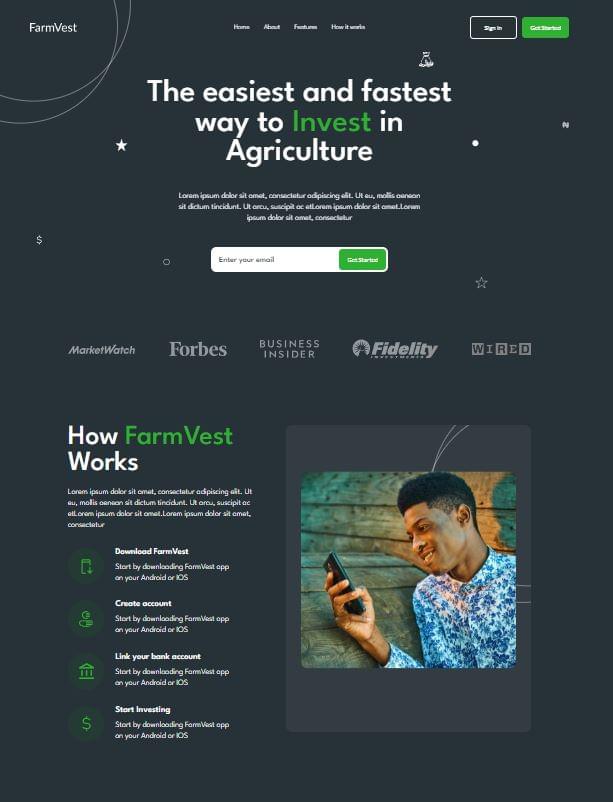 FarmVest
Home About Features How it works
Sign in
Get Started
The easiest and fastest
way to Invest in
Agriculture
Lorem ipsum dolor sit amet, consectetur adipiscing elit. Ut eu, mollis aenean
sit dictum tincidunt. Ut arcu, suscipit ac etLorem ipsum dolor sit amet.Lorem
ipsum dolor sit amet, consectetur
Enter your email
Get Started
MarketWatch
Forbes
BUSINESS
INSIDER
Fidelity
INVESTMENTS
WIRED
How FarmVest
Works
Lorem ipsum dolor sit amet, consectetur adipiscing elit. Ut
eu, mollis aenean sit dictum tincidunt. Ut arcu, suscipit ac
etLorem ipsum dolor sit amet.Lorem ipsum dolor sit amet,
consectetur
Download FarmVest
Start by downloading FarmVest app
on your Android or IOS
Create account
Start by downloading FarmVest app
on your Android or IOS
Link your bank account
Start by downloading FarmVest app
on your Android or IOS
Start Investing
Start by downloading FarmVest app
on your Android or IOS